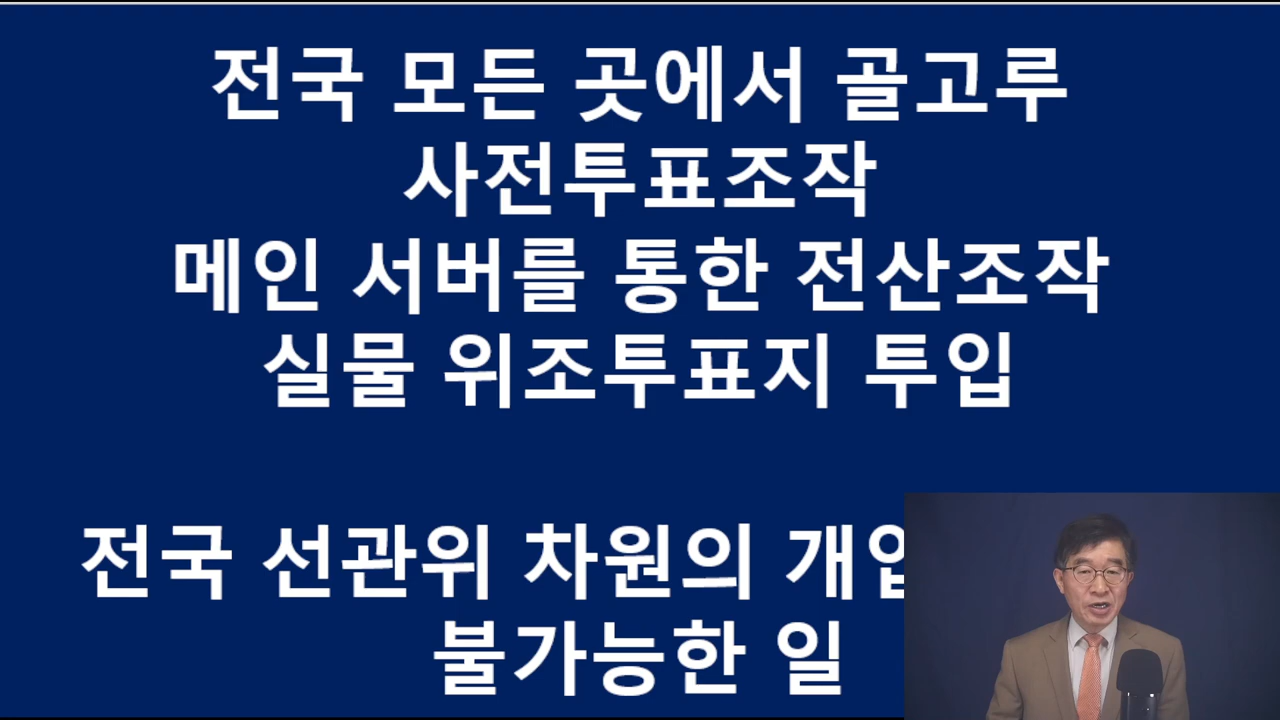 전국 모든 곳에서 골고루
사전투표조작
메인 서버를 통한 전산조작
실물 위조투표지 투입
전국 선관위 차원의
불가능한 일